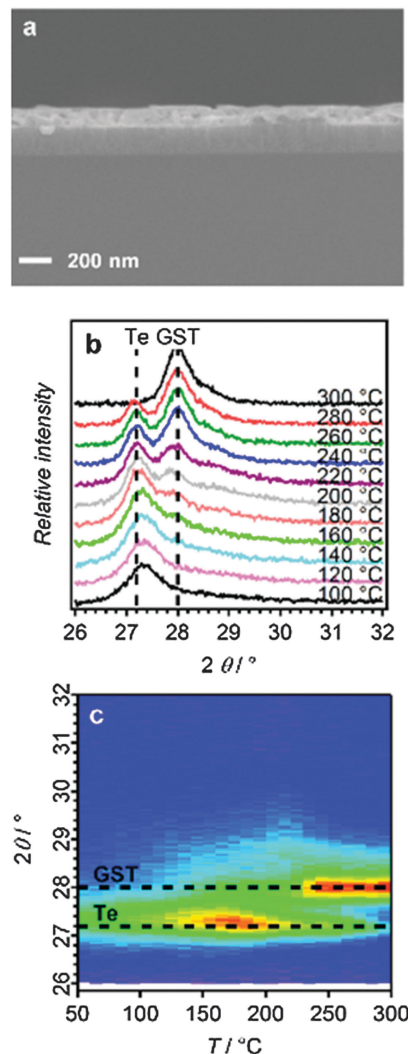 a
200 nm
b
Te GST
Relative intensity
300 °C
280 °C
260 °C
240 °C
220 °C
200 °C
180 °C
160 °C
140 °C
120 °C
100 °C
26 27 28 29 30 31 32
2 θ / °
c
2θ / °
32
31
30
29
28
27
26
GST
Te
50 100 150 200 250 300
T / °C